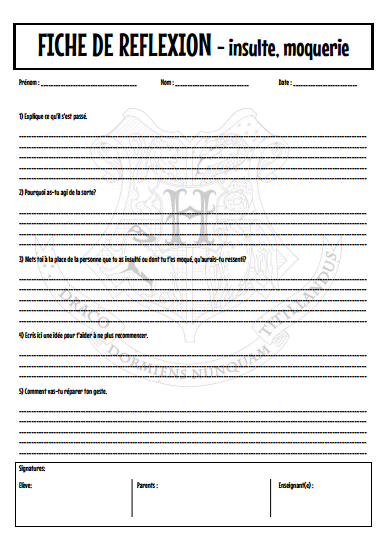 FICHE DE REFLEXION - insulte, moquerie
Prénom : Nom : Date :
1) Explique ce qu'il s'est passé.
2) Pourquoi as-tu agi de la sorte?
3) Mets toi à la place de la personne que tu as insulté ou dont tu t'es moqué, qu'aurais-tu ressenti?
4) Ecris ici une idée pour t'aider à ne plus recommencer.
5) Comment vas-tu réparer ton geste.
H
DRACO DORMIENS NUNQUAM TITILLANDUS
Signatures:
Elève: Parents : Enseignant(e) :